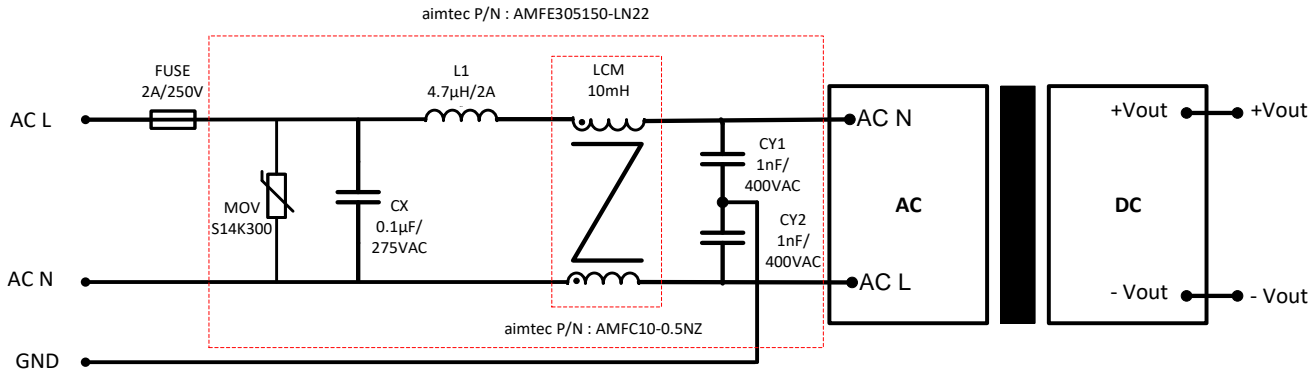 aimtec P/N : AMFE305150-LN22
FUSE
2A/250V
L1
4.7µH/2A
LCM
10mH
AC L
AC N
+Vout
+Vout
CY1
1nF/
400VAC
MOV
S14K300
CX
0.1µF/
275VAC
AC
DC
CY2
1nF/
400VAC
AC N
AC L
- Vout
- Vout
aimtec P/N : AMFC10-0.5NZ
GND